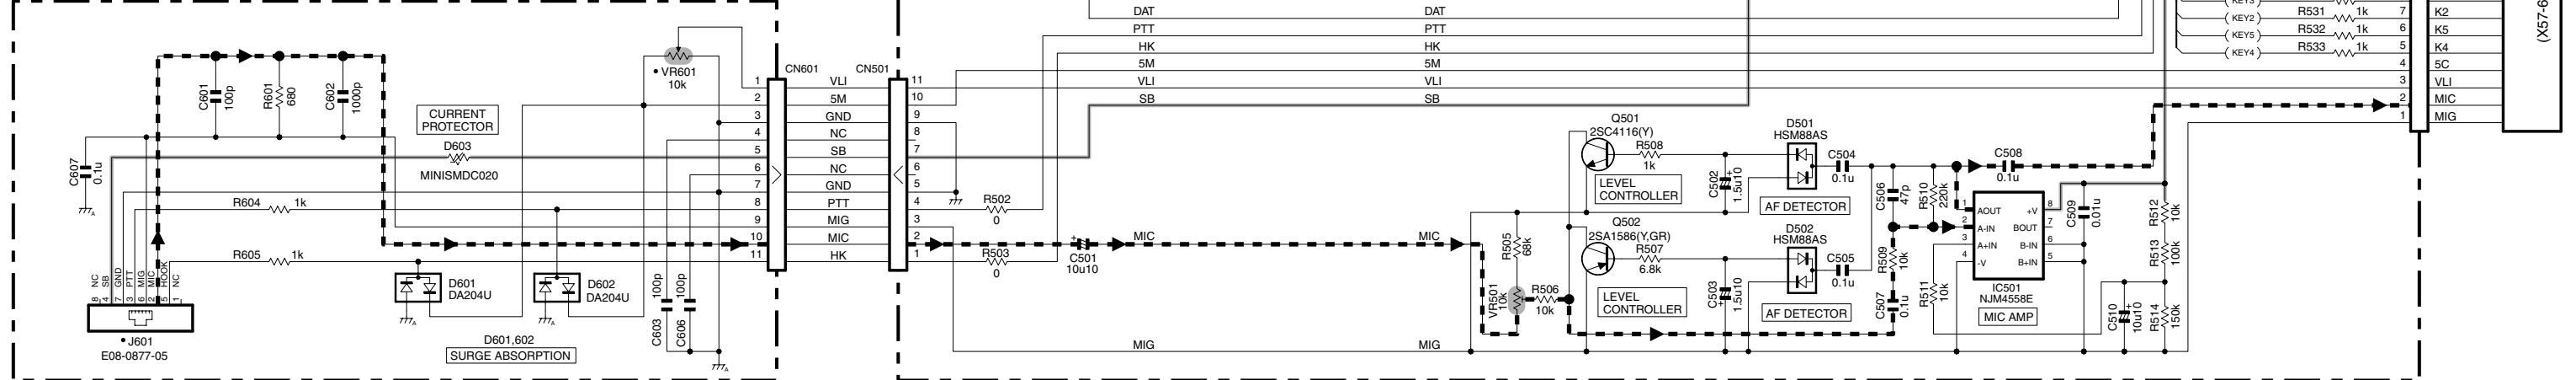 DAT DAT
PTT PTT
HK HK
5M 5M
VLI VLI
SB SB
KEY3
KEY2 R531 1k 7 K2
KEY5 R532 1k 6 K5
KEY4 R533 1k 5 K4
4 5C
3 VLI
2 MIC
1 MIG
(X57-6
VR601
10k
CN601 CN501
1 VLI 11
2 5M 10
3 GND 9
4 NC 8
5 SB 7
6 NC 6
7 GND 5
8 PTT 4
9 MIG 3
10 MIC 2
11 HK 1
C601 100p
R601 680
C602 1000p
CURRENT
PROTECTOR
D603
MINISMDC020
C607 0.1u
R604 1k
R605 1k
NC 8
SB 4
GND 7
PTT 3
MIG 6
MIC 2
HOOK 5
NC 1
J601
E08-0877-05
D601
DA204U
D602
DA204U
D601,602
SURGE ABSORPTION
C603 100p
C606 100p
A
A
A
A
R502
0
R503
0
C501
10u10
+
MIC MIC
MIG MIG
Q501
2SC4116(Y)
R508
1k
LEVEL
CONTROLLER
Q502
2SA1586(Y,GR)
R507
6.8k
LEVEL
CONTROLLER
R505 68k
VR501 10k
R506
10k
C502 1.5u10
+
C503 1.5u10
+
D501
HSM88AS
AF DETECTOR
D502
HSM88AS
AF DETECTOR
C504
0.1u
C505
0.1u
C506 47p
R510 220k
R509 10k
C507 0.1u
R511 10k
C508
0.1u
1 AOUT +V 8
2 A-IN BOUT 7
3 A+IN B-IN 6
4 -V B+IN 5
IC501
NJM4558E
MIC AMP
C509 0.01u
R512 10k
R513 100k
C510 10u10
+
R514 150k